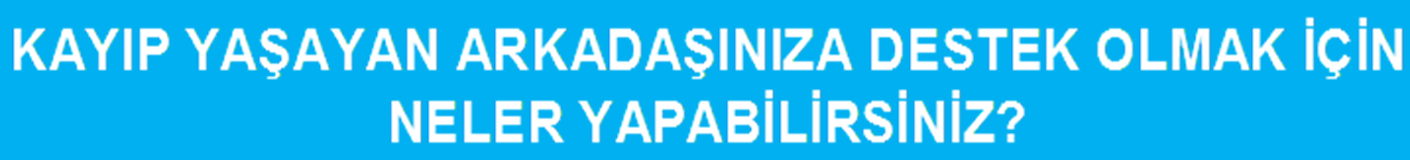 KAYIP YAŞAYAN ARKADAŞINIZA DESTEK OLMAK İÇİN
NELER YAPABİLİRSİNİZ?